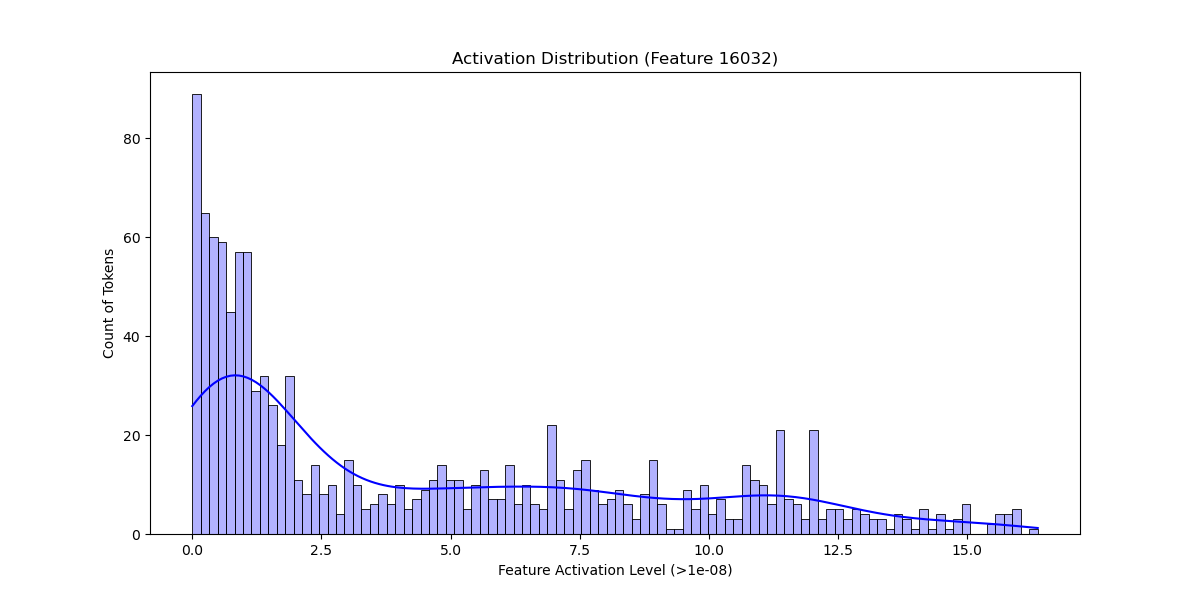 Activation Distribution (Feature 16032)
80
60
40
20
0
Count of Tokens
0.0 2.5 5.0 7.5 10.0 12.5 15.0
Feature Activation Level (>1e-08)